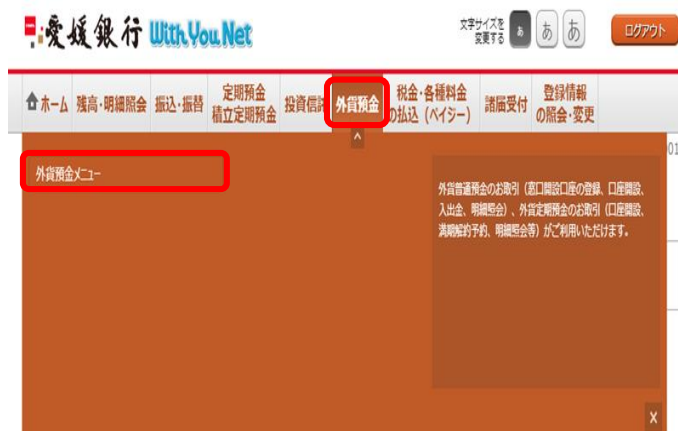 愛媛銀行 With You Net
文字サイズを
変更する
あ あ あ
ログアウト
ホーム
残高・明細照会
振込・振替
定期預金
積立定期預金
投資信託
外貨預金
税金・各種料金
の払込（ペイジー）
諸届受付
登録情報
の照会・変更
外貨預金メニュー
外貨普通預金のお取引（窓口開設口座の登録、口座開設、
入出金、明細照会）、外貨定期預金のお取引（口座開設、
満期解約予約、明細照会等）がご利用いただけます。
01
x